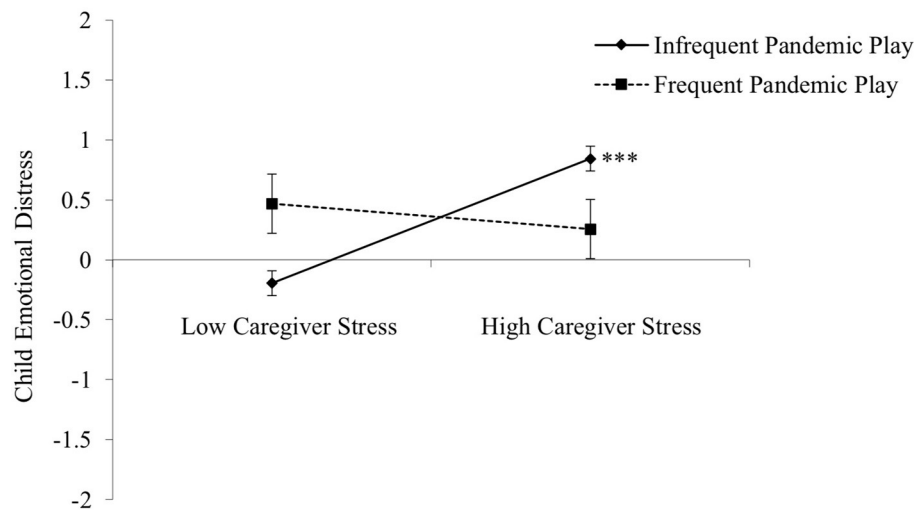 2
Infrequent Pandemic Play
1.5
Frequent Pandemic Play
1
***
0.5
0
Low Caregiver Stress
High Caregiver Stress
-0.5
-1
-1.5
-2
Child Emotional Distress